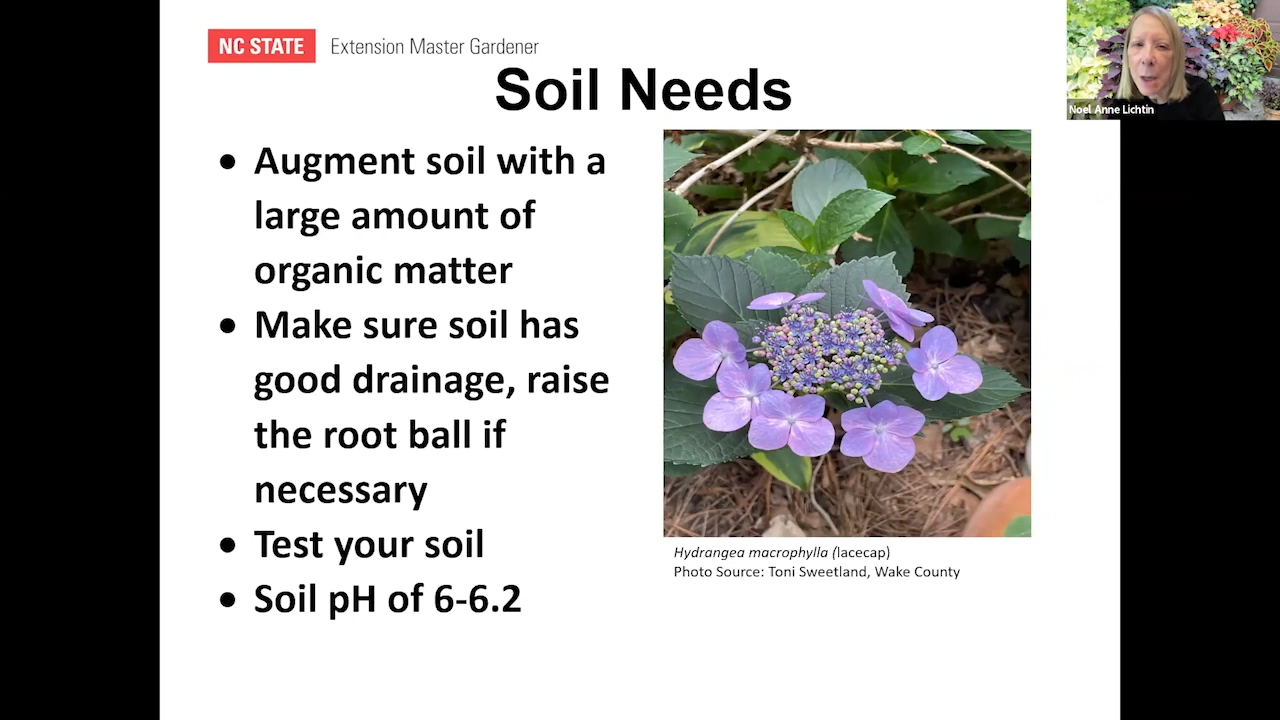 NC STATE Extension Master Gardener
Soil Needs
Noel Anne Lichtin
• Augment soil with a
large amount of
organic matter
• Make sure soil has
good drainage, raise
the root ball if
necessary
• Test your soil
• Soil pH of 6-6.2
Hydrangea macrophylla (lacecap)
Photo Source: Toni Sweetland, Wake County